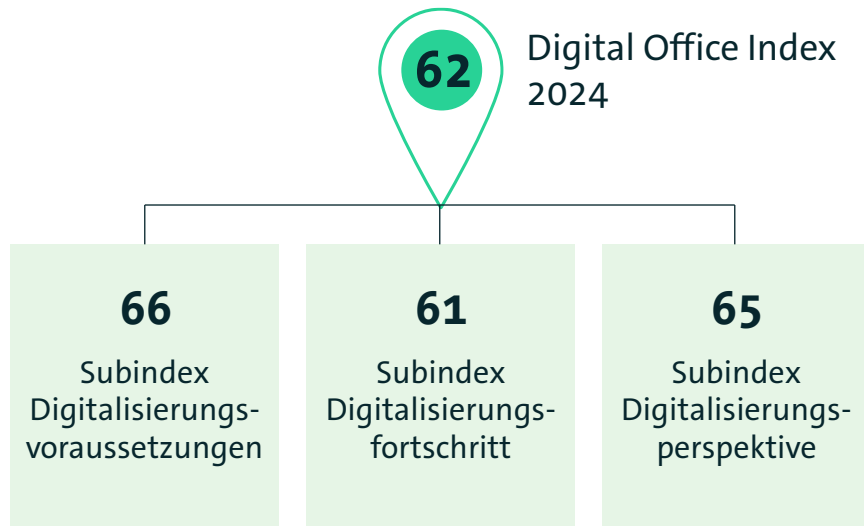 62
Digital Office Index
2024
66
Subindex
Digitalisierungs-
voraussetzungen
61
Subindex
Digitalisierungs-
fortschritt
65
Subindex
Digitalisierungs-
perspektive